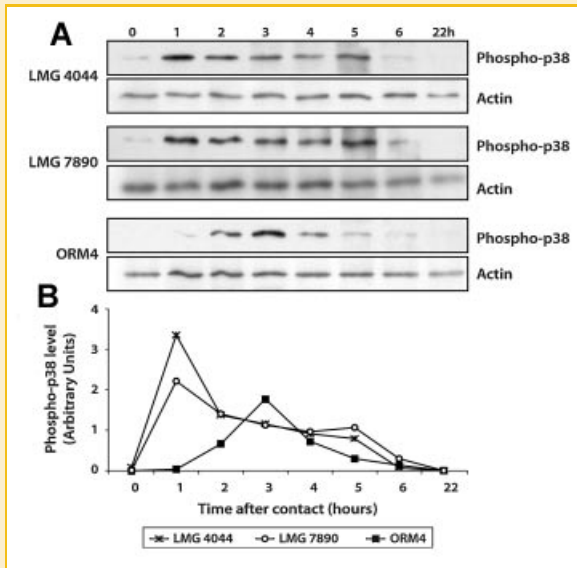 A
0 1 2 3 4 5 6 22h
LMG 4044
Phospho-p38
Actin
LMG 7890
Phospho-p38
Actin
ORM4
Phospho-p38
Actin
B
Phospho-p38 level
(Arbitrary Units)
4
3
2
1
0
0 1 2 3 4 5 6 22
Time after contact (hours)
LMG 4044 LMG 7890 ORM4